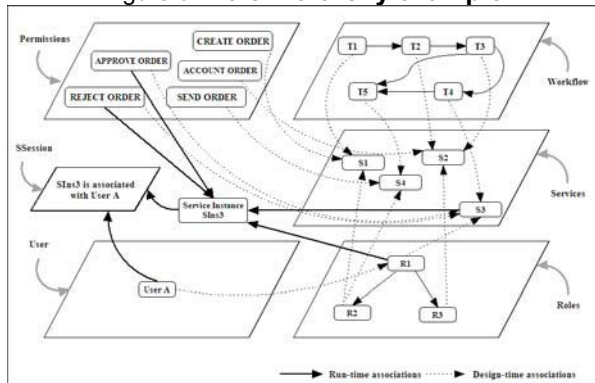 Permissions
CREATE ORDER
APPROVE ORDER
ACCOUNT ORDER
REJECT ORDER
SEND ORDER
T1
T2
T3
T5
T4
Workflow
SSession
SIns3 is associated
with User A
Service Instance
SIns3
S1
S2
S4
S3
Services
User
User A
R1
R2
R3
Roles
Run-time associations
Design-time associations